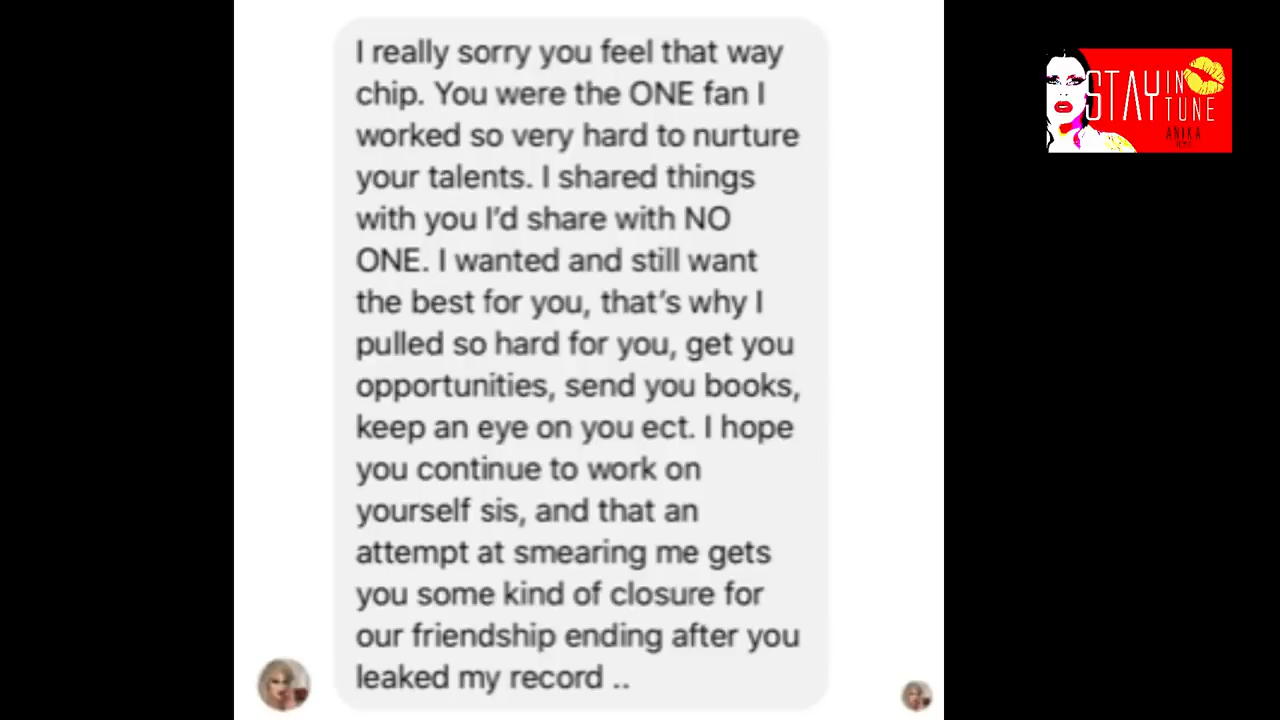 I really sorry you feel that way
chip. You were the ONE fan I
worked so very hard to nurture
your talents. I shared things
with you I'd share with NO
ONE. I wanted and still want
the best for you, that's why I
pulled so hard for you, get you
opportunities, send you books,
keep an eye on you ect. I hope
you continue to work on
yourself sis, and that an
attempt at smearing me gets
you some kind of closure for
our friendship ending after you
leaked my record ..
STAY IN TUNE
ANIKA